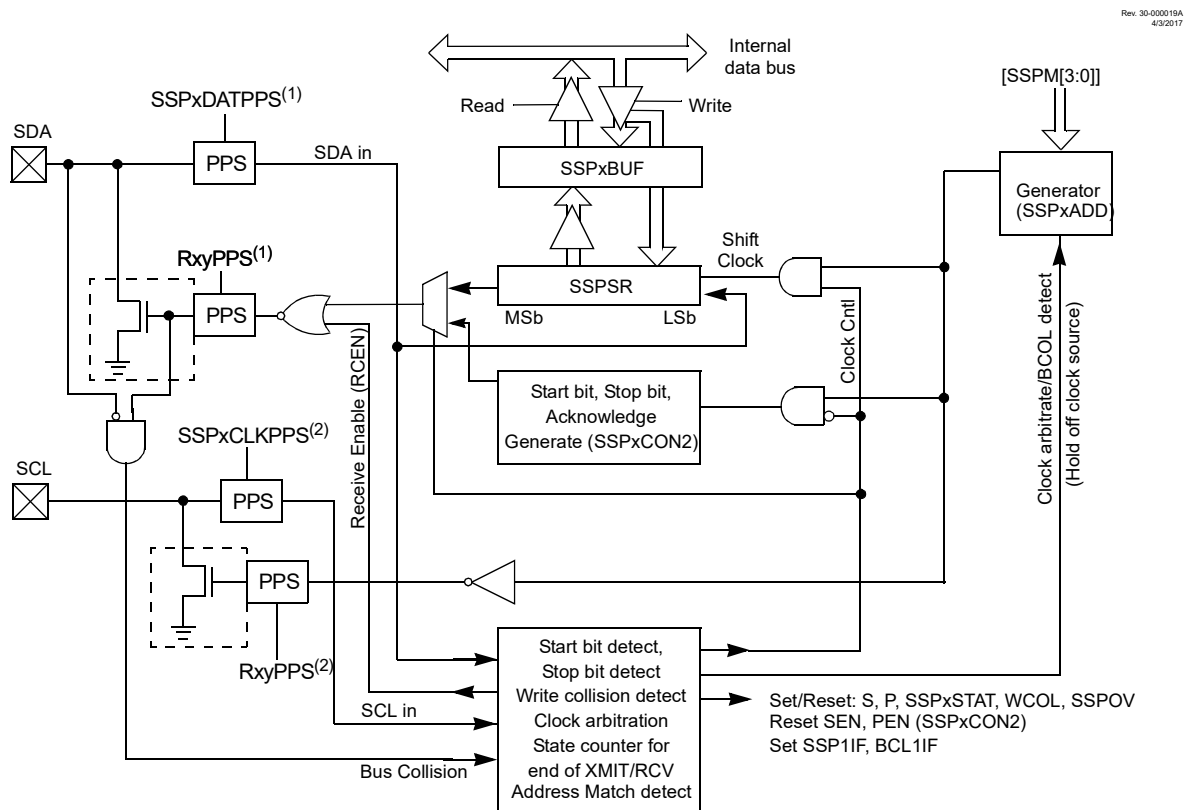 Rev. 30-000019A
4/3/2017
Internal
data bus
[SSPM[3:0]]
Read
Write
SSPxDATPPS(1)
SDA
PPS
SDA in
SSPxBUF
Generator
(SSPxADD)
RxyPPS(1)
Shift
Clock
PPS
SSPSR
MSb
LSb
Clock Cntl
Receive Enable (RCEN)
Clock arbitrate/BCOL detect
(Hold off clock source)
Start bit, Stop bit,
Acknowledge
Generate (SSPxCON2)
SSPxCLKPPS(2)
SCL
PPS
PPS
RxyPPS(2)
SCL in
Bus Collision
Start bit detect,
Stop bit detect
Write collision detect
Clock arbitration
State counter for
end of XMIT/RCV
Address Match detect
Set/Reset: S, P, SSPxSTAT, WCOL, SSPOV
Reset SEN, PEN (SSPxCON2)
Set SSP1IF, BCL1IF